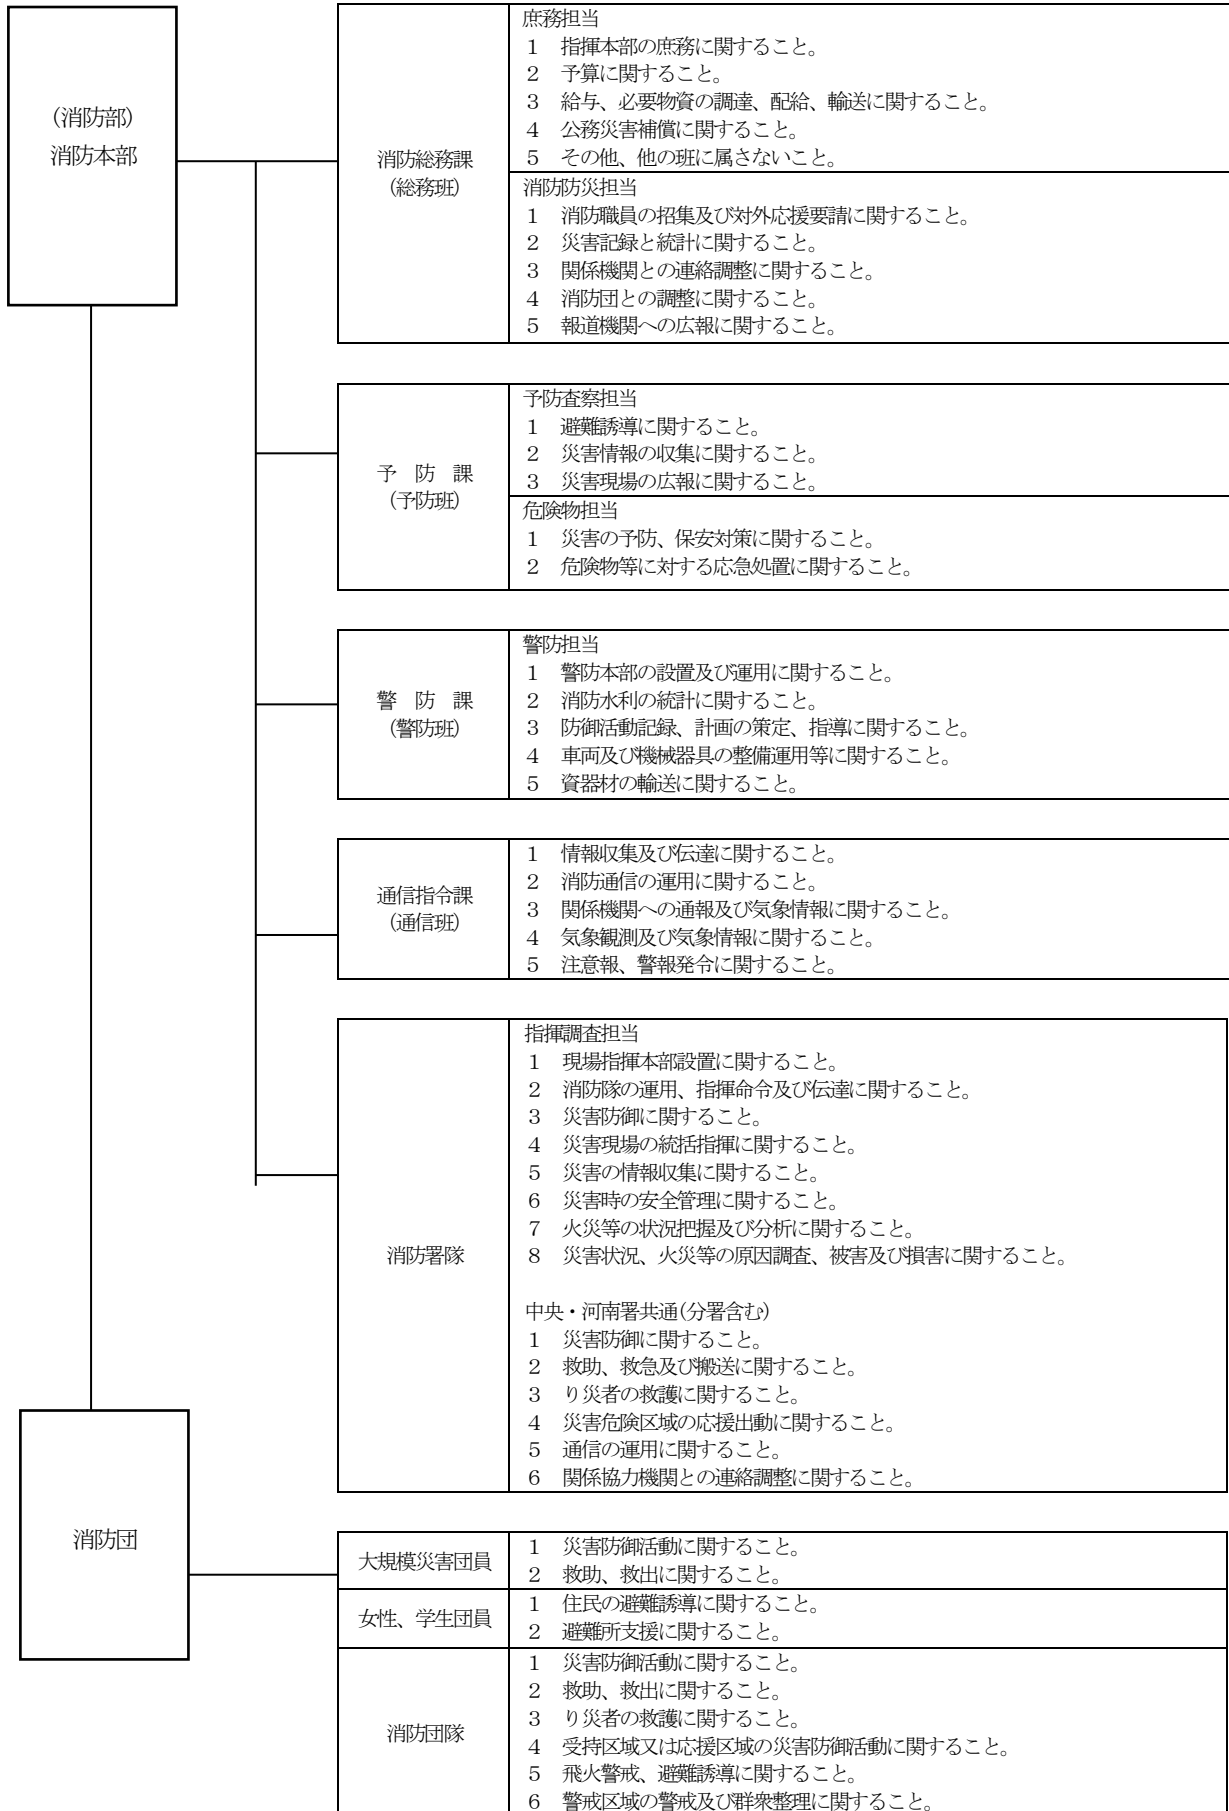 (消防部)
消防本部
消防総務課
(総務班)
庶務担当
1　指揮本部の庶務に関すること。
2　予算に関すること。
3　給与、必要物資の調達、配給、輸送に関すること。
4　公務災害補償に関すること。
5　その他、他の班に属さないこと。
消防防災担当
1　消防職員の招集及び対外応援要請に関すること。
2　災害記録と統計に関すること。
3　関係機関との連絡調整に関すること。
4　消防団との調整に関すること。
5　報道機関への広報に関すること。
予　防　課
(予防班)
予防査察担当
1　避難誘導に関すること。
2　災害情報の収集に関すること。
3　災害現場の広報に関すること。
危険物担当
1　災害の予防、保安対策に関すること。
2　危険物等に対する応急処置に関すること。
警　防　課
(警防班)
警防担当
1　警防本部の設置及び運用に関すること。
2　消防水利の統計に関すること。
3　防御活動記録、計画の策定、指導に関すること。
4　車両及び機械器具の整備運用等に関すること。
5　資器材の輸送に関すること。
通信指令課
(通信班)
1　情報収集及び伝達に関すること。
2　消防通信の運用に関すること。
3　関係機関への通報及び気象情報に関すること。
4　気象観測及び気象情報に関すること。
5　注意報、警報発令に関すること。
消防署隊
指揮調査担当
1　現場指揮本部設置に関すること。
2　消防隊の運用、指揮命令及び伝達に関すること。
3　災害防御に関すること。
4　災害現場の統括指揮に関すること。
5　災害の情報収集に関すること。
6　災害時の安全管理に関すること。
7　火災等の状況把握及び分析に関すること。
8　災害状況、火災等の原因調査、被害及び損害に関すること。
中央・河南署共通(分署含む)
1　災害防御に関すること。
2　救助、救急及び搬送に関すること。
3　り災者の救護に関すること。
4　災害危険区域の応援出動に関すること。
5　通信の運用に関すること。
6　関係協力機関との連絡調整に関すること。
消防団
大規模災害団員
1　災害防御活動に関すること。
2　救助、救出に関すること。
女性、学生団員
1　住民の避難誘導に関すること。
2　避難所支援に関すること。
消防団隊
1　災害防御活動に関すること。
2　救助、救出に関すること。
3　り災者の救護に関すること。
4　受持区域又は応援区域の災害防御活動に関すること。
5　飛火警戒、避難誘導に関すること。
6　警戒区域の警戒及び群衆整理に関すること。